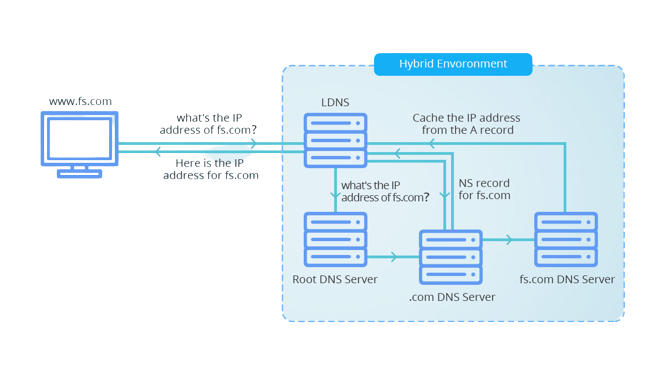 Hybrid Envoronment
www.fs.com
LDNS
what's the IP
address of fs.com?
Here is the IP
address for fs.com
Cache the IP address
from the A record
what's the IP
address of fs.com?
NS record
for fs.com
Root DNS Server
.com DNS Server
fs.com DNS Server